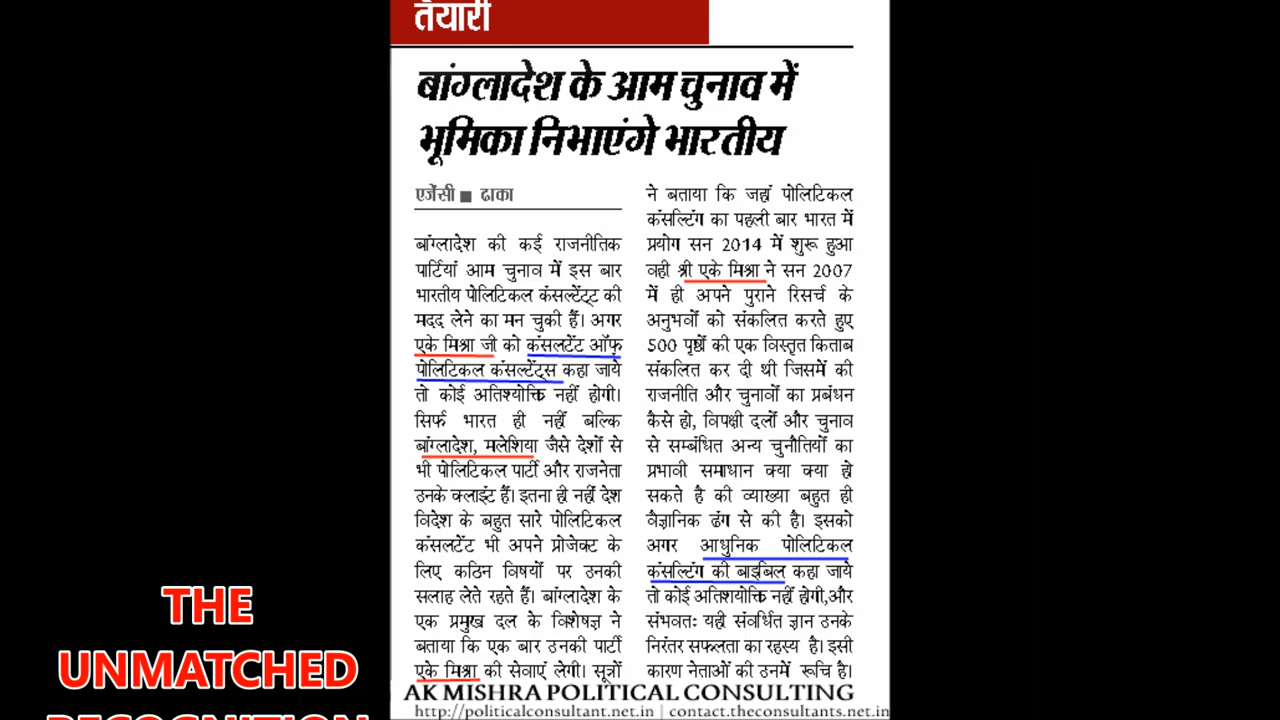 तैयारी
बांग्लादेश के आम चुनाव में
भूमिका निभाएंगे भारतीय
एजेंसी ■ ढाका
बांग्लादेश की कई राजनीतिक
पार्टियां आम चुनाव में इस बार
भारतीय पोलिटिकल कंसल्टेंट्ट की
मदद लेने का मन चुकी हैं। अगर
एके मिश्रा जी को कंसलटेंट ऑफ
पोलिटिकल कंसल्टेंट्स कहा जाये
तो कोई अतिश्योक्ति नहीं होगी।
सिर्फ भारत ही नहीं बल्कि
बांग्लादेश, मलेशिया जैसे देशों से
भी पोलिटिकल पार्टी और राजनेता
उनके क्लाइंट हैं। इतना ही नहीं देश
विदेश के बहुत सारे पोलिटिकल
कंसलटेंट भी अपने प्रोजेक्ट के
लिए कठिन विषयों पर उनकी
सलाह लेते रहते हैं। बांग्लादेश के
एक प्रमुख दल के विशेषज्ञ ने
बताया कि एक बार उनकी पार्टी
एके मिश्रा की सेवाएं लेगी। सूत्रों
ने बताया कि जहां पोलिटिकल
कंसल्टिंग का पहली बार भारत में
प्रयोग सन 2014 में शुरू हुआ
वही श्री एके मिश्रा ने सन 2007
में ही अपने पुराने रिसर्च के
अनुभवों को संकलित करते हुए
500 पृष्ठों की एक विस्तृत किताब
संकलित कर दी थी जिसमें की
राजनीति और चुनावों का प्रबंधन
कैसे हो, विपक्षी दलों और चुनाव
से सम्बंधित अन्य चुनौतियों का
प्रभावी समाधान क्या क्या हो
सकते है की व्याख्या बहुत ही
वैज्ञानिक ढंग से की है। इसको
अगर आधुनिक पोलिटिकल
कंसल्टिंग की बाइबिल कहा जाये
तो कोई अतिशयोक्ति नहीं होगी,और
संभवतः यही संवर्धित ज्ञान उनके
निरंतर सफलता का रहस्य है। इसी
कारण नेताओं की उनमें रूचि है।
AK MISHRA POLITICAL CONSULTING
http://politicalconsultant.net.in | contact.theconsultants.net.in
THE
UNMATCHED
RECOGNITION